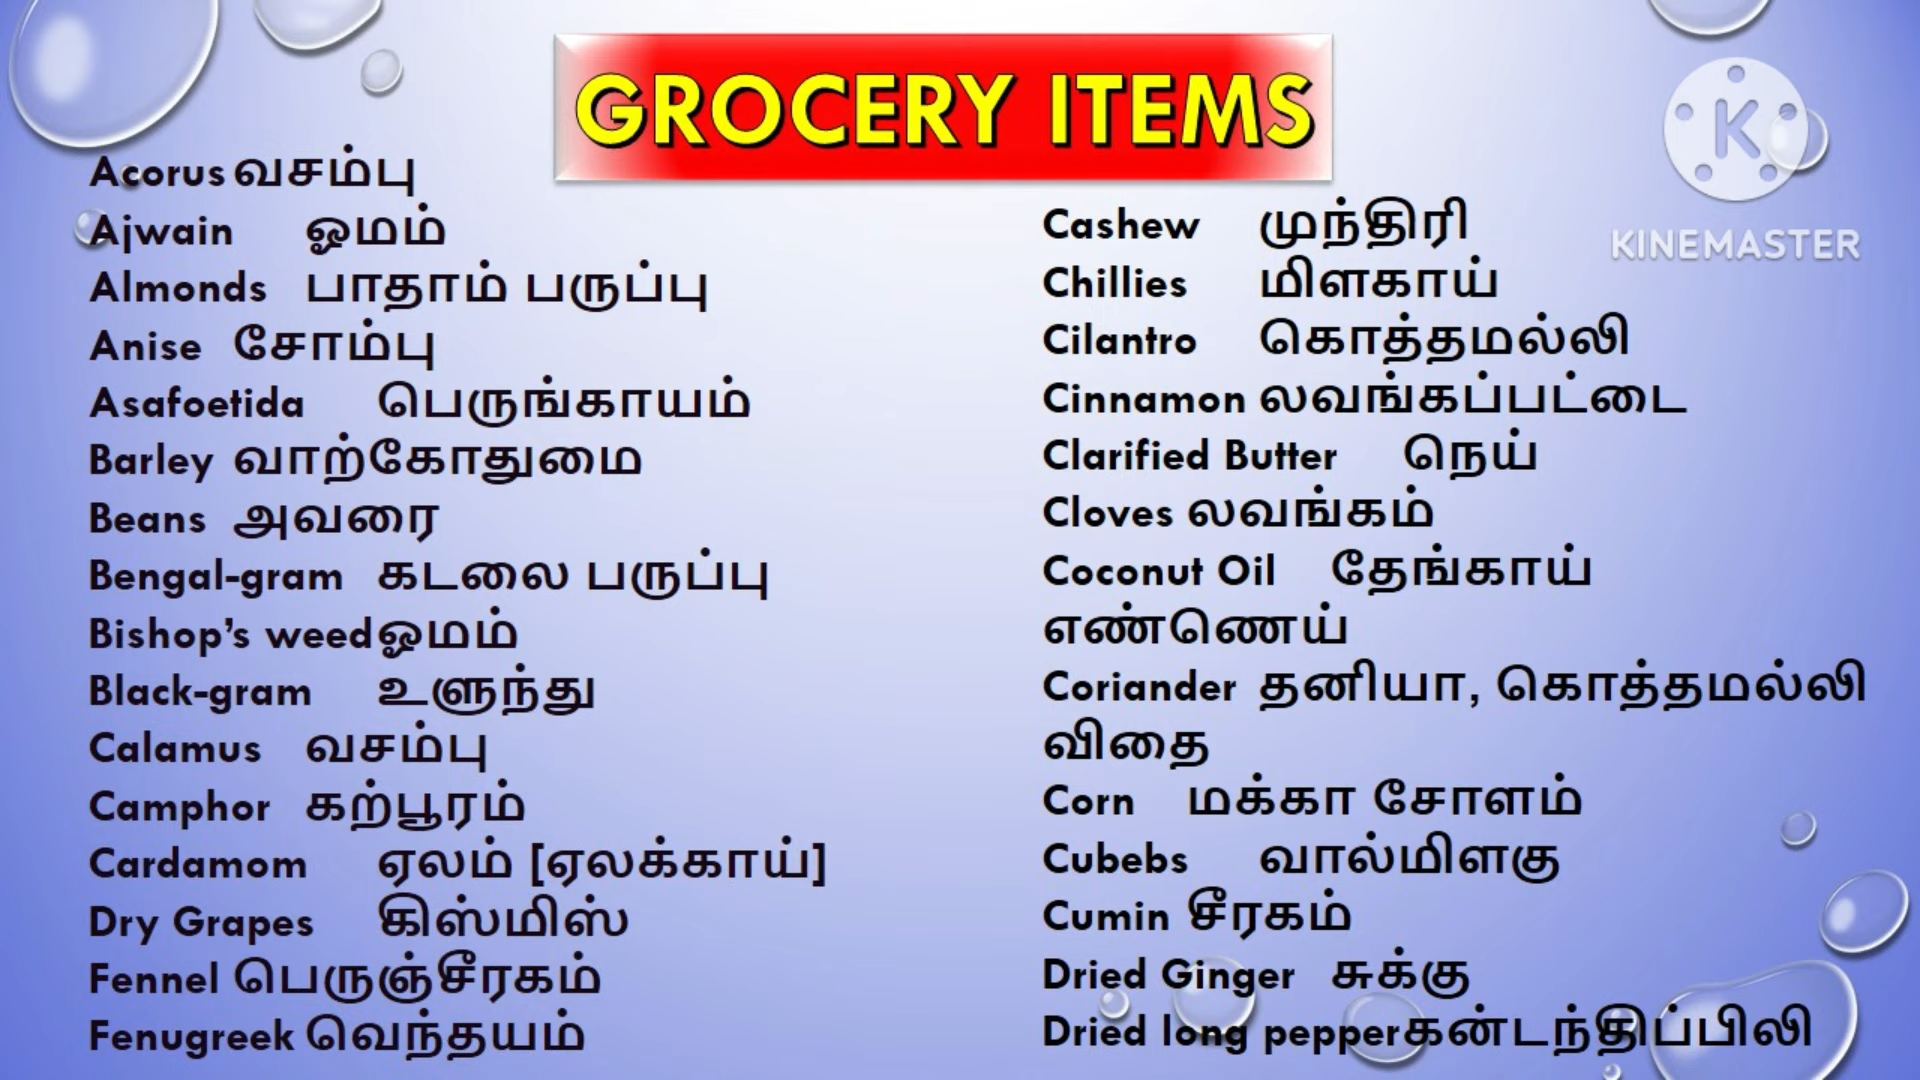 GROCERY ITEMS
Acorus வசம்பு
Ajwain ஓமம்
Almonds பாதாம் பருப்பு
Anise சோம்பு
Asafoetida பெருங்காயம்
Barley வாற்கோதுமை
Beans அவரை
Bengal-gram கடலை பருப்பு
Bishop's weed ஓமம்
Black-gram உளுந்து
Calamus வசம்பு
Camphor கற்பூரம்
Cardamom ஏலம் [ஏலக்காய்]
Dry Grapes கிஸ்மிஸ்
Fennel பெருஞ்சீரகம்
Fenugreek வெந்தயம்
Cashew முந்திரி
Chillies மிளகாய்
Cilantro கொத்தமல்லி
Cinnamon லவங்கப்பட்டை
Clarified Butter நெய்
Cloves லவங்கம்
Coconut Oil தேங்காய்
எண்ணெய்
Coriander தனியா, கொத்தமல்லி
விதை
Corn மக்கா சோளம்
Cubebs வால்மிளகு
Cumin சீரகம்
Dried Ginger சுக்கு
Dried long pepper கண்டந்திப்பிலி
K
KINEMASTER